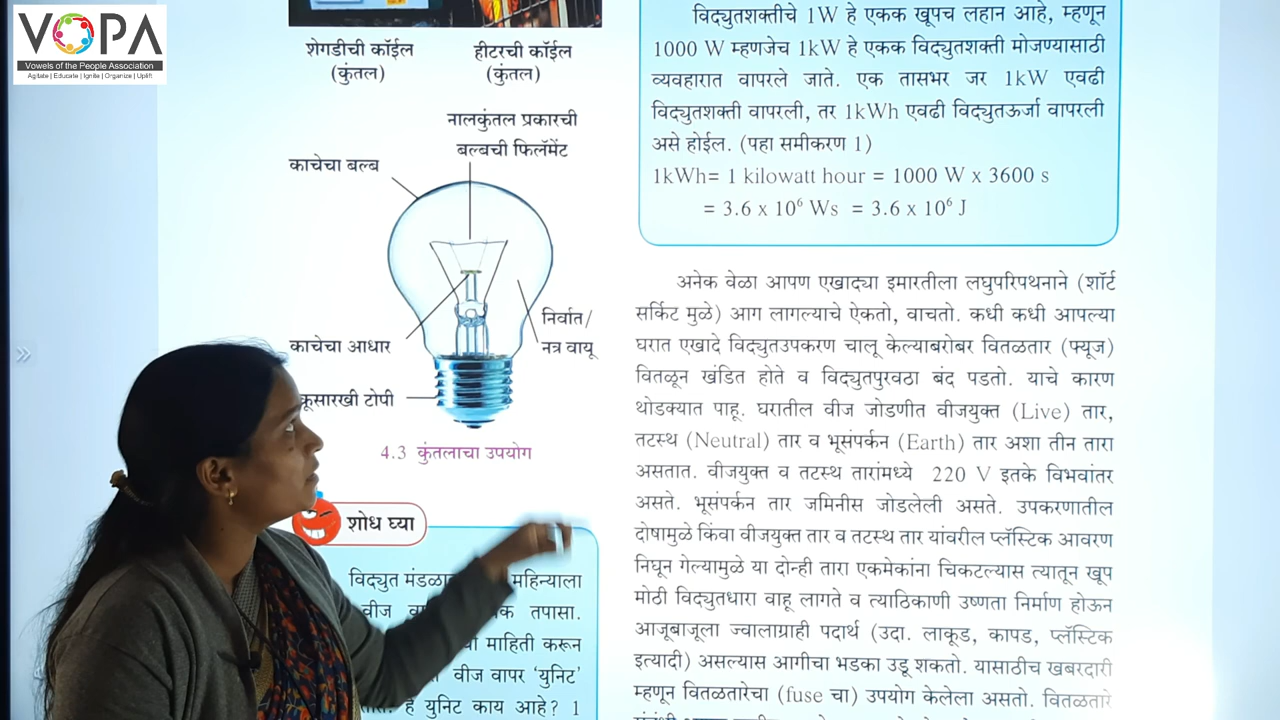 VOPA
Vowels of the People Association
Agitate | Educate | Ignite | Organize | Uplift
शेगडीची कॉईल
(कुंतल)
हीटरची कॉईल
(कुंतल)
नालकुंतल प्रकारची
बल्बची फिलॅमेंट
काचेचा बल्ब
निर्वात/
नत्र वायू
काचेचा आधार
स्क्रूसारखी टोपी
4.3 कुंतलाचा उपयोग
शोध घ्या
विद्युत मंडळा महिन्याला
वीज तपासा.
माहिती करून
वीज वापर ‘युनिट’
हे युनिट काय आहे? 1
विद्युतशक्तीचे 1W हे एकक खूपच लहान आहे, म्हणून
1000 W म्हणजेच 1kW हे एकक विद्युतशक्ती मोजण्यासाठी
व्यवहारात वापरले जाते. एक तासभर जर 1kW एवढी
विद्युतशक्ती वापरली, तर 1kWh एवढी विद्युतऊर्जा वापरली
असे होईल. (पहा समीकरण 1)
1kWh= 1 kilowatt hour = 1000 W x 3600 s
= 3.6 x 10⁶ Ws = 3.6 x 10⁶ J
अनेक वेळा आपण एखाद्या इमारतीला लघुपरिपथनाने (शॉर्ट
सर्किट मुळे) आग लागल्याचे ऐकतो, वाचतो. कधी कधी आपल्या
घरात एखादे विद्युतउपकरण चालू केल्याबरोबर वितळतार (फ्यूज)
वितळून खंडित होते व विद्युतपुरवठा बंद पडतो. याचे कारण
थोडक्यात पाहू. घरातील वीज जोडणीत वीजयुक्त (Live) तार,
तटस्थ (Neutral) तार व भूसंपर्कन (Earth) तार अशा तीन तारा
असतात. वीजयुक्त व तटस्थ तारांमध्ये 220 V इतके विभवांतर
असते. भूसंपर्कन तार जमिनीस जोडलेली असते. उपकरणातील
दोषामुळे किंवा वीजयुक्त तार व तटस्थ तार यांवरील प्लॅस्टिक आवरण
निघून गेल्यामुळे या दोन्ही तारा एकमेकांना चिकटल्यास त्यातून खूप
मोठी विद्युतधारा वाहू लागते व त्याठिकाणी उष्णता निर्माण होऊन
आजूबाजूला ज्वालाग्राही पदार्थ (उदा. लाकूड, कापड, प्लॅस्टिक
इत्यादी) असल्यास आगीचा भडका उडू शकतो. यासाठीच खबरदारी
म्हणून वितळतारेचा (fuse चा) उपयोग केलेला असतो. वितळतारे